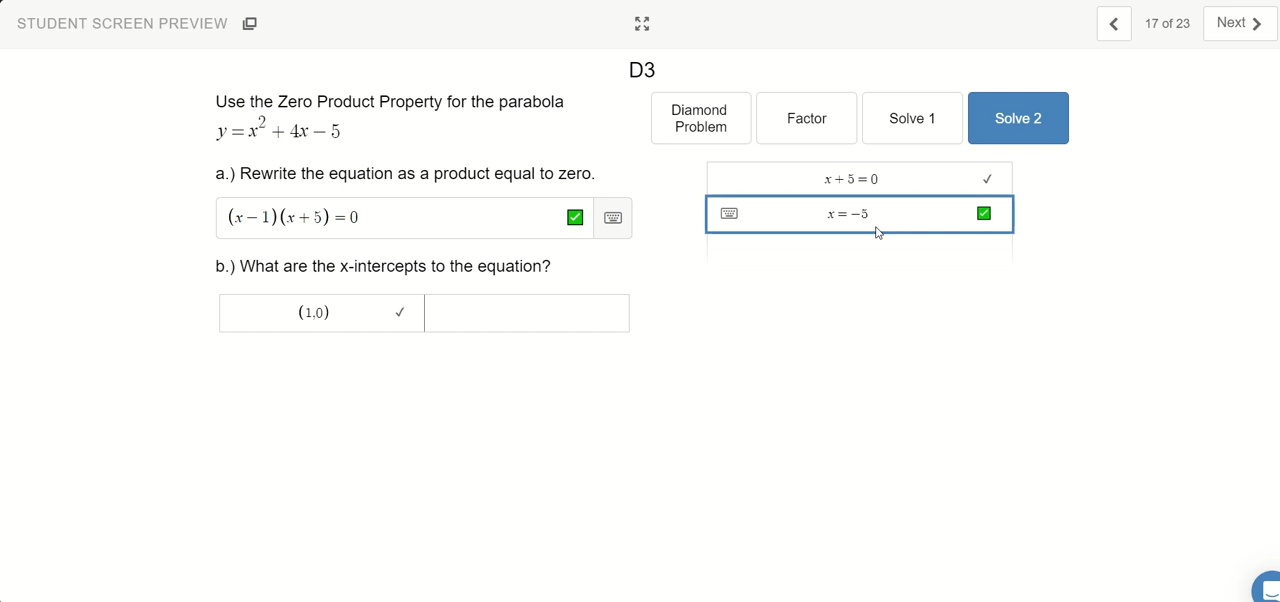 STUDENT SCREEN PREVIEW
17 of 23
Next
D3
Use the Zero Product Property for the parabola
y = x² + 4x − 5
Diamond Problem
Factor
Solve 1
Solve 2
a.) Rewrite the equation as a product equal to zero.
(x − 1)(x + 5) = 0
b.) What are the x-intercepts to the equation?
(1,0)
x + 5 = 0
x = −5